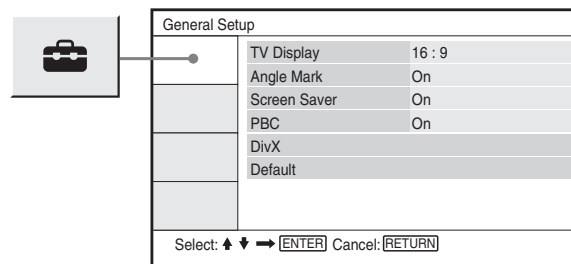 General Setup
TV Display 16 : 9
Angle Mark On
Screen Saver On
PBC On
DivX
Default
Select: ↑ ↓ → ENTER Cancel: RETURN